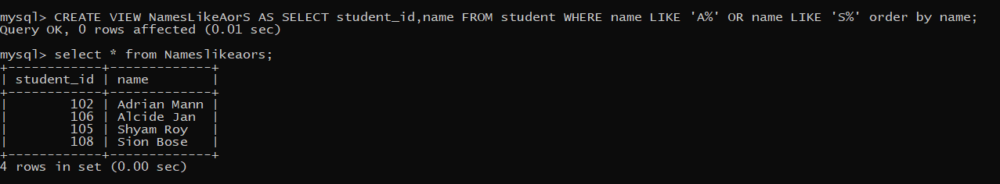 mysql> CREATE VIEW NamesLikeAorS AS SELECT student_id,name FROM student WHERE name LIKE 'A%' OR name LIKE 'S%' order by name;
Query OK, 0 rows affected (0.01 sec)
mysql> select * from Nameslikeaors;
+------------+-------------+
| student_id | name        |
+------------+-------------+
|        102 | Adrian Mann |
|        106 | Alcide Jan  |
|        105 | Shyam Roy   |
|        108 | Sion Bose   |
+------------+-------------+
4 rows in set (0.00 sec)